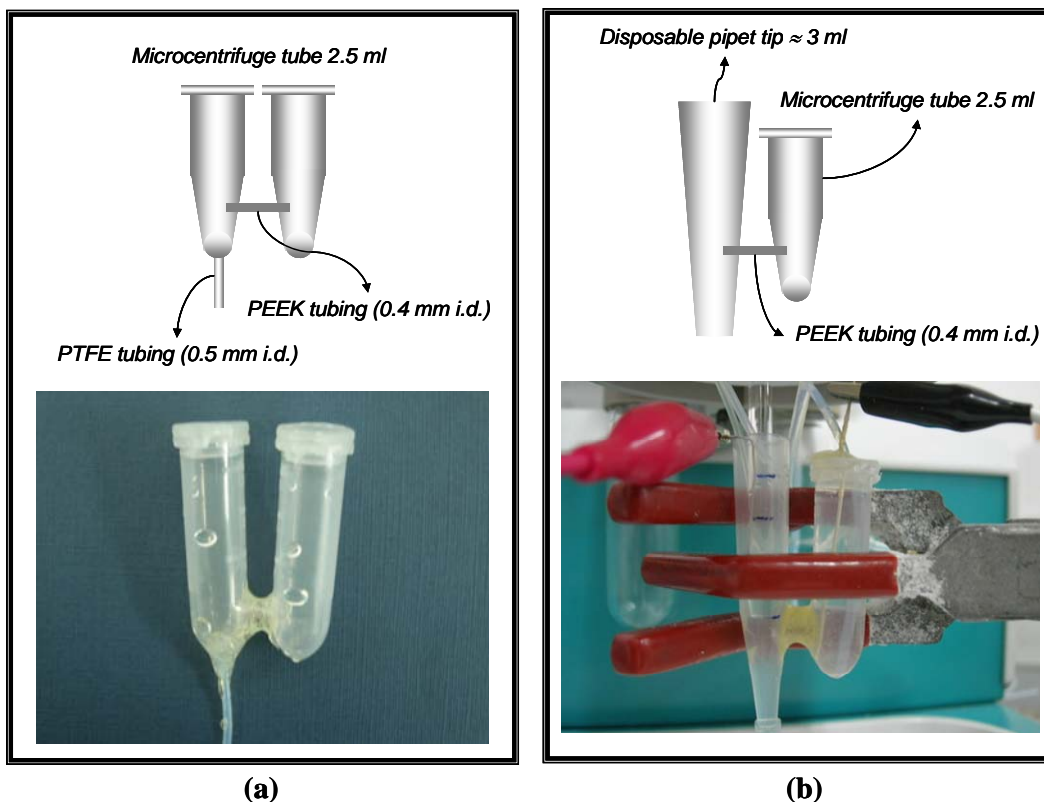 Microcentrifuge tube 2.5 ml
PEEK tubing (0.4 mm i.d.)
PTFE tubing (0.5 mm i.d.)
(a)
Disposable pipet tip ≈ 3 ml
Microcentrifuge tube 2.5 ml
PEEK tubing (0.4 mm i.d.)
(b)